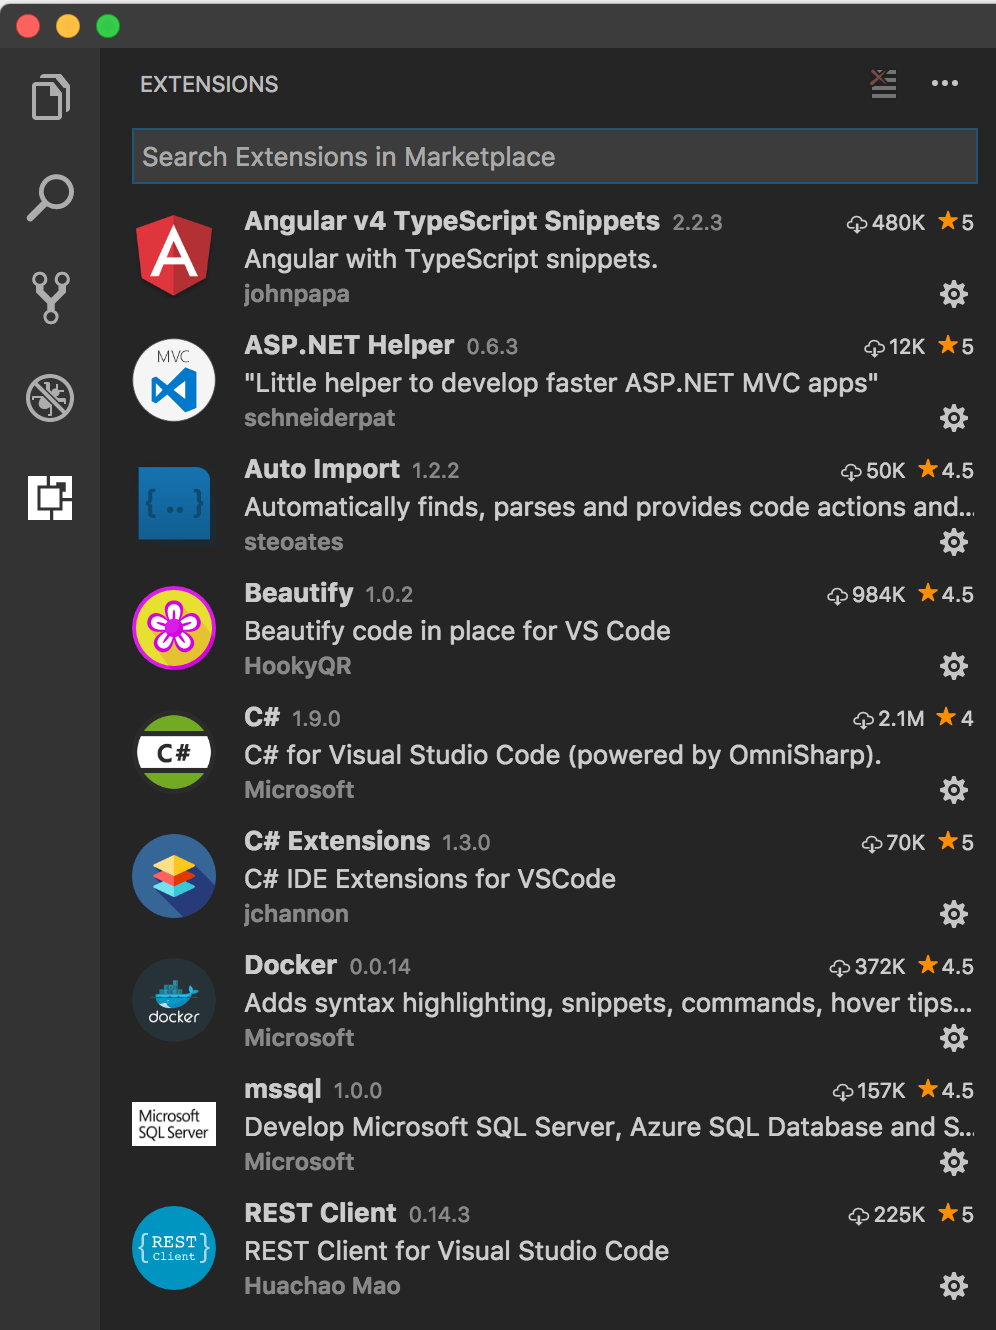 EXTENSIONS
Search Extensions in Marketplace
Angular v4 TypeScript Snippets 2.2.3 480K 5
Angular with TypeScript snippets.
johnpapa
MVC
ASP.NET Helper 0.6.3 12K 5
"Little helper to develop faster ASP.NET MVC apps"
schneiderpat
{..}
Auto Import 1.2.2 50K 4.5
Automatically finds, parses and provides code actions and...
steoates
Beautify 1.0.2 984K 4.5
Beautify code in place for VS Code
HookyQR
C#
C# 1.9.0 2.1M 4
C# for Visual Studio Code (powered by OmniSharp).
Microsoft
C# Extensions 1.3.0 70K 5
C# IDE Extensions for VSCode
jchannon
docker
Docker 0.0.14 372K 4.5
Adds syntax highlighting, snippets, commands, hover tips...
Microsoft
Microsoft
SQL Server
mssql 1.0.0 157K 4.5
Develop Microsoft SQL Server, Azure SQL Database and S...
Microsoft
{REST}
Client
REST Client 0.14.3 225K 5
REST Client for Visual Studio Code
Huachao Mao